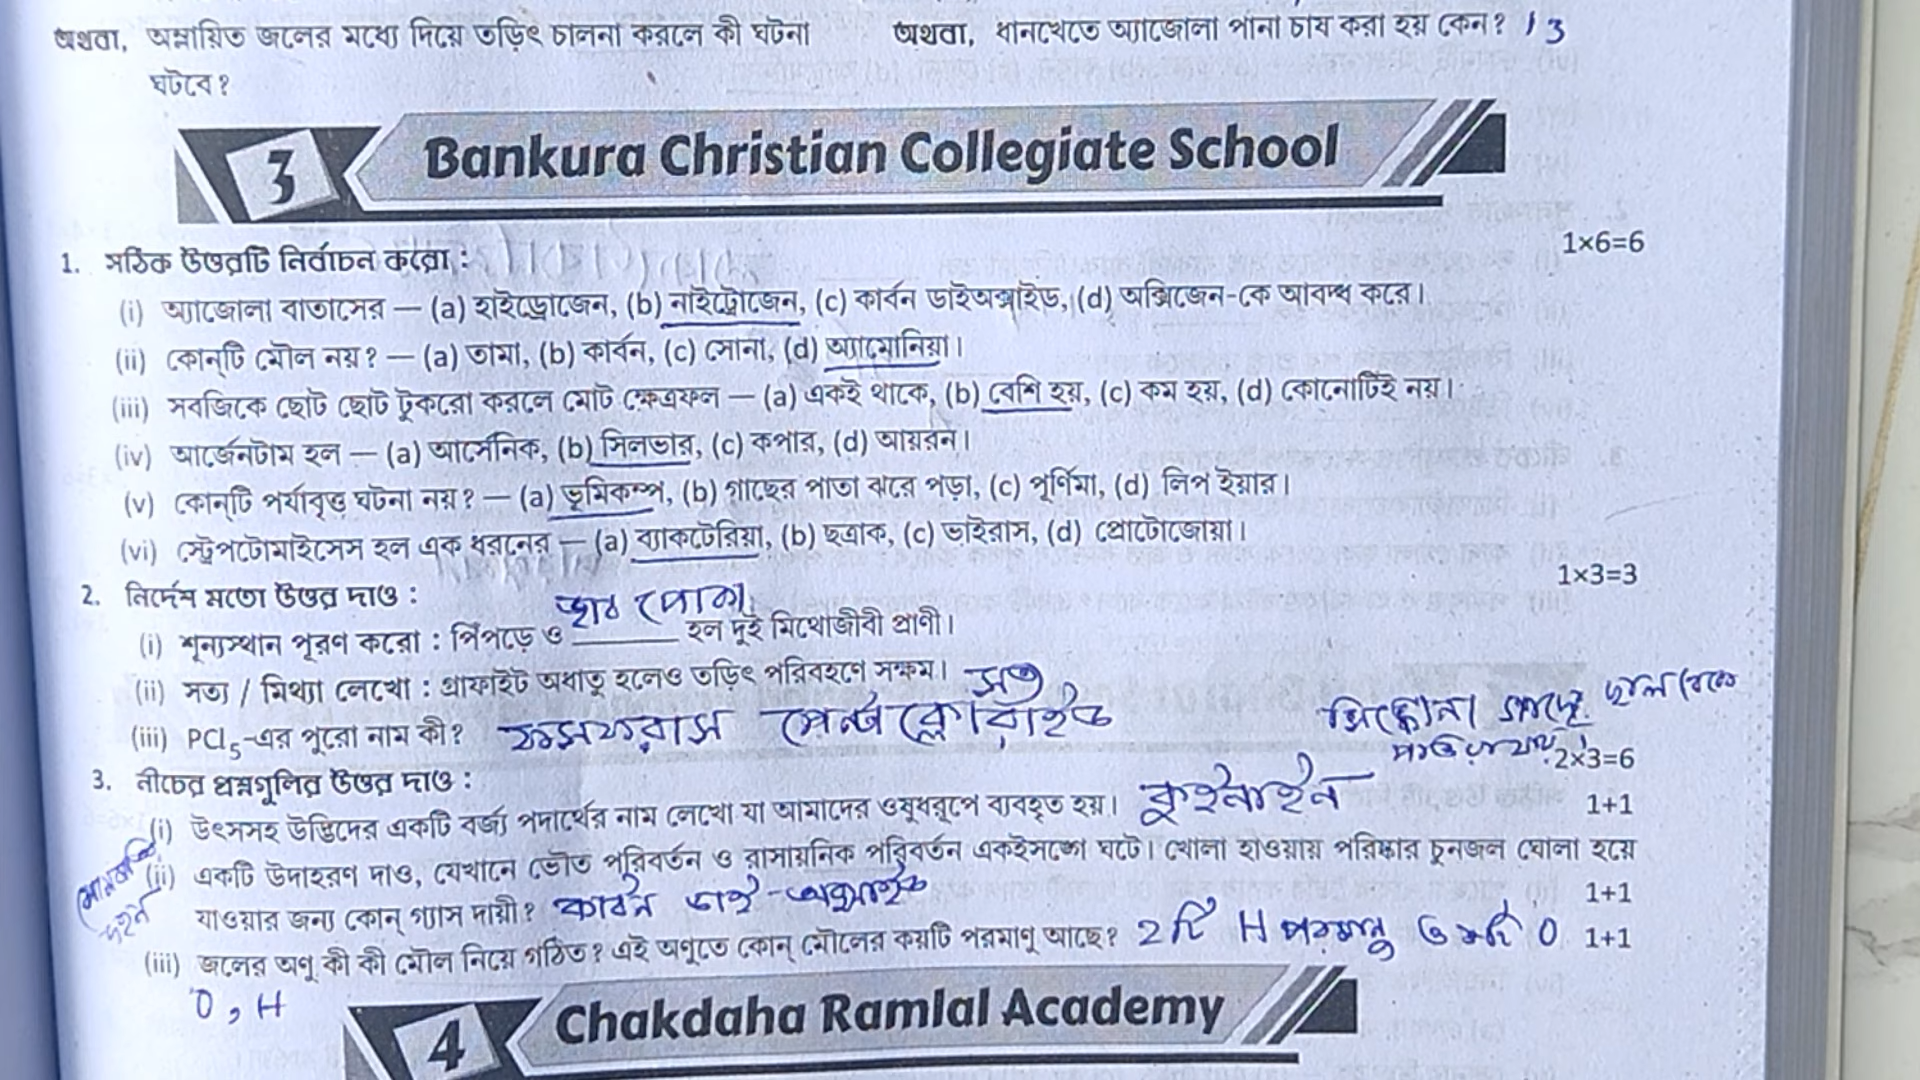 অথবা, অম্লায়িত জলের মধ্যে দিয়ে তড়িৎ চালনা করলে কী ঘটনা ঘটবে?
অথবা, ধানখেতে অ্যাজোলা পানা চাষ করা হয় কেন? 3
3 Bankura Christian Collegiate School
1. সঠিক উত্তরটি নির্বাচন করো : 1×6=6
(i) অ্যাজোলা বাতাসের — (a) হাইড্রোজেন, (b) নাইট্রোজেন, (c) কার্বন ডাইঅক্সাইড, (d) অক্সিজেন-কে আবদ্ধ করে।
(ii) কোন্‌টি মৌল নয়? — (a) তামা, (b) কার্বন, (c) সোনা, (d) অ্যামোনিয়া।
(iii) সবজিকে ছোট ছোট টুকরো করলে মোট ক্ষেত্রফল — (a) একই থাকে, (b) বেশি হয়, (c) কম হয়, (d) কোনোটিই নয়।
(iv) আর্জেনটাম হল — (a) আর্সেনিক, (b) সিলভার, (c) কপার, (d) আয়রন।
(v) কোন্‌টি পর্যাবৃত্ত ঘটনা নয়? — (a) ভূমিকম্প, (b) গাছের পাতা ঝরে পড়া, (c) পূর্ণিমা, (d) লিপ ইয়ার।
(vi) স্ট্রেপটোমাইসেস হল এক ধরনের — (a) ব্যাকটেরিয়া, (b) ছত্রাক, (c) ভাইরাস, (d) প্রোটোজোয়া।
2. নির্দেশ মতো উত্তর দাও : 1×3=3
জাব পোকা
(i) শূন্যস্থান পূরণ করো : পিঁপড়ে ও ______ হল দুই মিথোজীবী প্রাণী।
(ii) সত্য / মিথ্যা লেখো : গ্রাফাইট অধাতু হলেও তড়িৎ পরিবহণে সক্ষম। সত্য
(iii) PCl₅-এর পুরো নাম কী? ফসফরাস পেন্টাক্লোরাইড
সিঙ্কোনা গাছের ছাল থেকে পাওয়া যায়।
3. নীচের প্রশ্নগুলির উত্তর দাও : 2×3=6
(i) উৎসসহ উদ্ভিদের একটি বর্জ্য পদার্থের নাম লেখো যা আমাদের ওষুধরূপে ব্যবহৃত হয়। কুইনাইন 1+1
মোমবাতি দহন
(ii) একটি উদাহরণ দাও, যেখানে ভৌত পরিবর্তন ও রাসায়নিক পরিবর্তন একইসঙ্গে ঘটে। খোলা হাওয়ায় পরিষ্কার চুনজল ঘোলা হয়ে
যাওয়ার জন্য কোন্ গ্যাস দায়ী? কার্বন ডাই-অক্সাইড 1+1
(iii) জলের অণু কী কী মৌল নিয়ে গঠিত? এই অণুতে কোন্ মৌলের কয়টি পরমাণু আছে? 2টি H পরমাণু ও 1টি O 1+1
O, H
4 Chakdaha Ramlal Academy